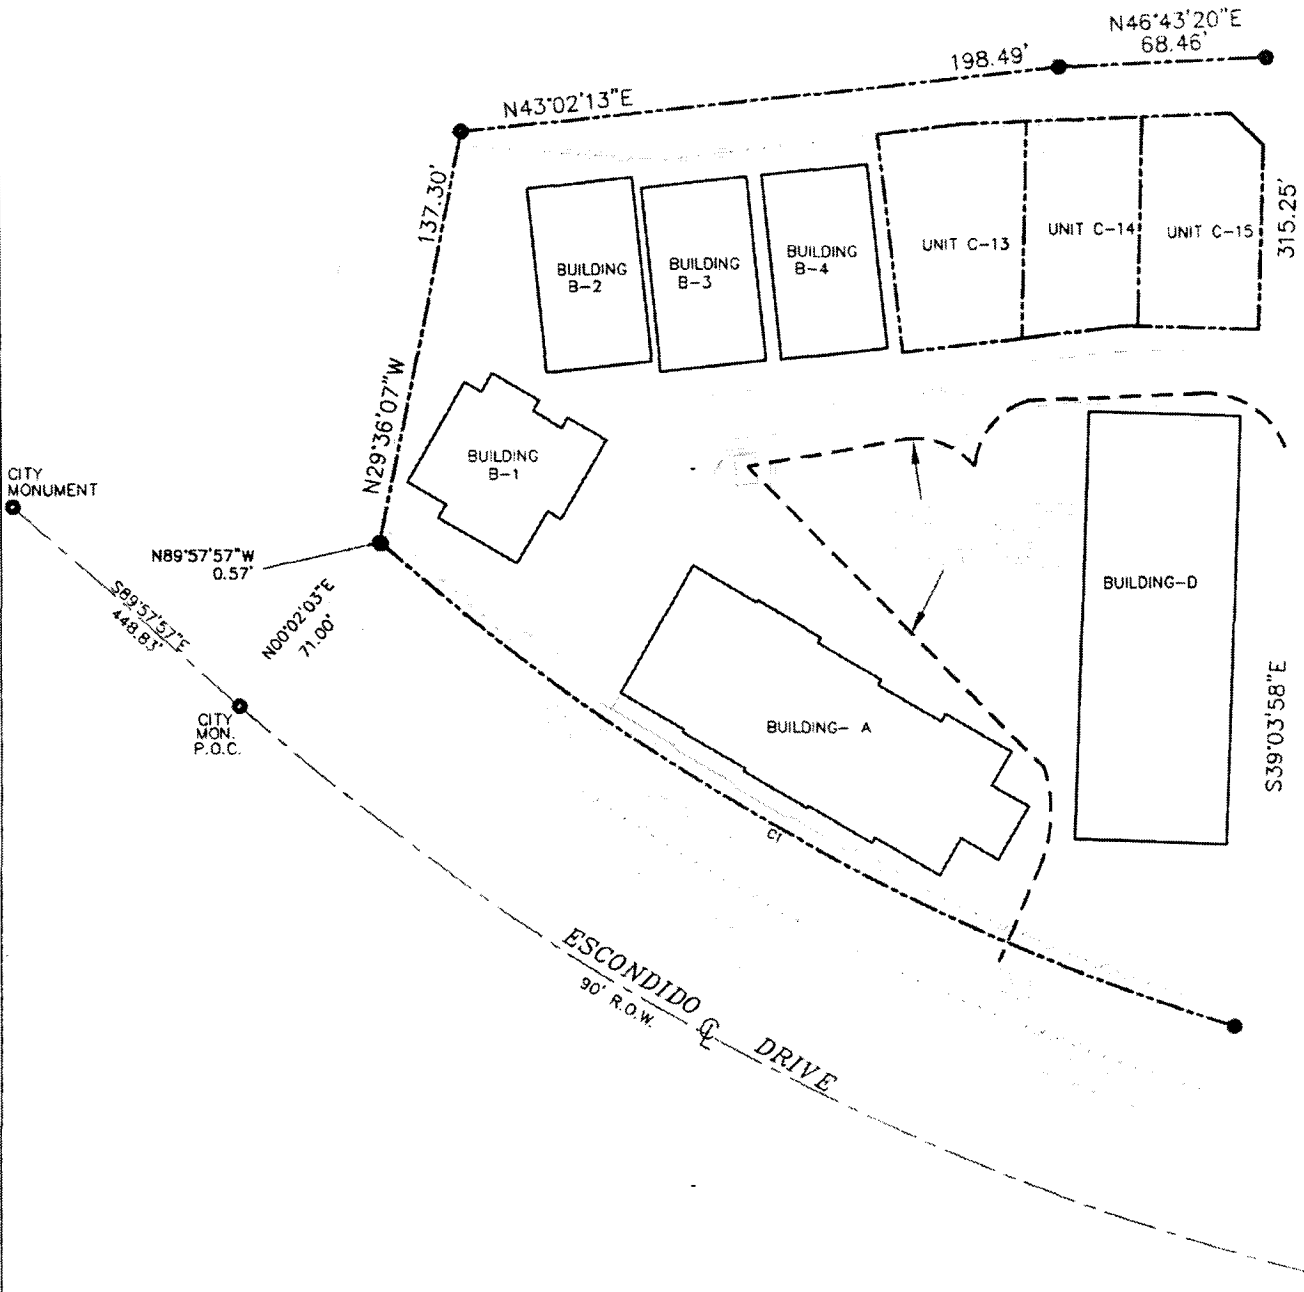 N46°43'20"E
68.46'
198.49'
N43°02'13"E
137.30'
N29°36'07"W
315.25'
UNIT C-13
UNIT C-14
UNIT C-15
BUILDING
B-2
BUILDING
B-3
BUILDING
B-4
BUILDING
B-1
CITY
MONUMENT
N89°57'57"W
0.57'
S89°57'57"E
448.83'
N00°02'03"E
71.00'
CITY
MON.
P.O.C.
BUILDING-D
S39°03'58"E
BUILDING- A
C1
ESCONDIDO ℄ DRIVE
90' R.O.W.